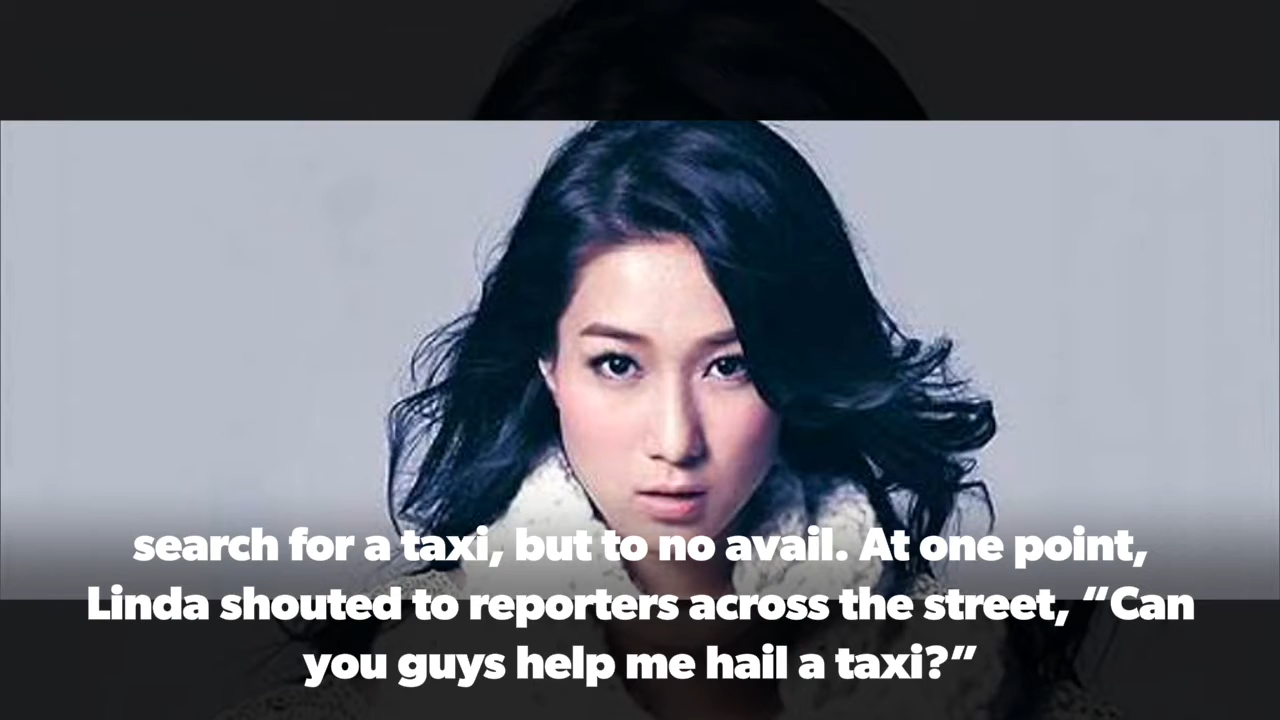 search for a taxi, but to no avail. At one point,
Linda shouted to reporters across the street, “Can
you guys help me hail a taxi?”